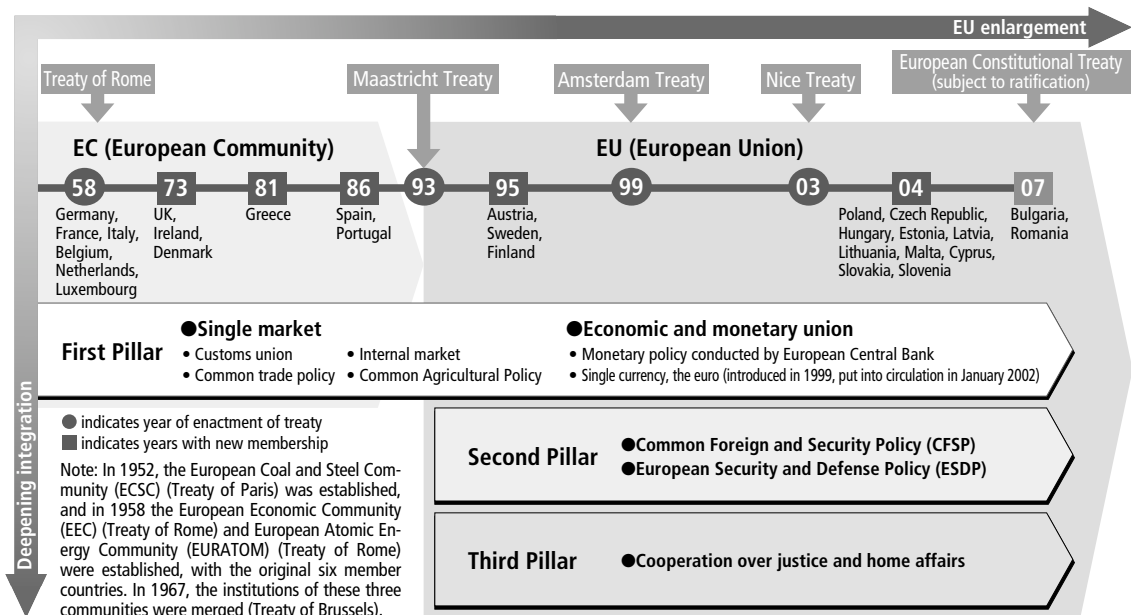 EU enlargement
Treaty of Rome
Maastricht Treaty
Amsterdam Treaty
Nice Treaty
European Constitutional Treaty
(subject to ratification)
EC (European Community)
EU (European Union)
58
73
81
86
93
95
99
03
04
07
Germany,
France, Italy,
Belgium,
Netherlands,
Luxembourg
UK,
Ireland,
Denmark
Greece
Spain,
Portugal
Austria,
Sweden,
Finland
Poland, Czech Republic,
Hungary, Estonia, Latvia,
Lithuania, Malta, Cyprus,
Slovakia, Slovenia
Bulgaria,
Romania
First Pillar
●Single market
• Customs union
• Internal market
• Common trade policy
• Common Agricultural Policy
●Economic and monetary union
• Monetary policy conducted by European Central Bank
• Single currency, the euro (introduced in 1999, put into circulation in January 2002)
● indicates year of enactment of treaty
■ indicates years with new membership
Note: In 1952, the European Coal and Steel Com-
munity (ECSC) (Treaty of Paris) was established,
and in 1958 the European Economic Community
(EEC) (Treaty of Rome) and European Atomic En-
ergy Community (EURATOM) (Treaty of Rome)
were established, with the original six member
countries. In 1967, the institutions of these three
communities were merged (Treaty of Brussels).
Second Pillar
●Common Foreign and Security Policy (CFSP)
●European Security and Defense Policy (ESDP)
Third Pillar
●Cooperation over justice and home affairs
Deepening integration